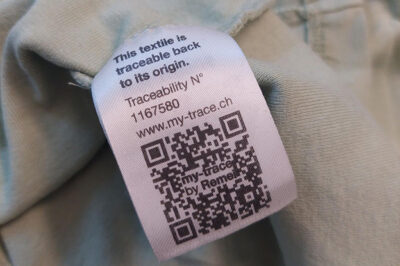 This textile is
traceable back
to its origin.
Traceability N°
1167580
www.my-trace.ch
my-trace
by Remei